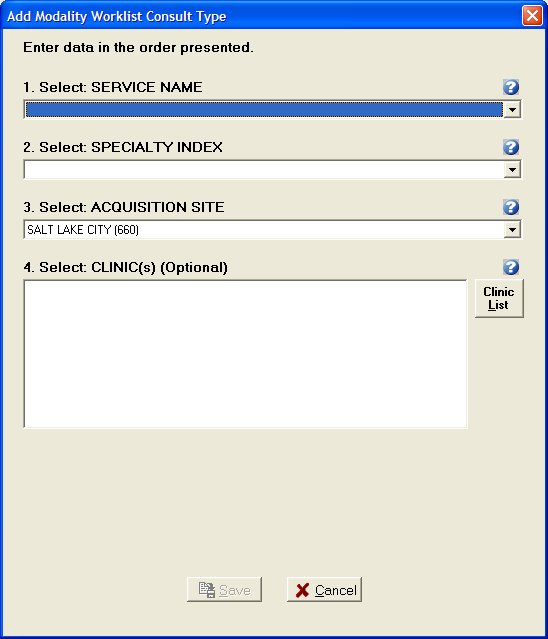 Add Modality Worklist Consult Type
Enter data in the order presented.
1. Select: SERVICE NAME
?
2. Select: SPECIALTY INDEX
?
3. Select: ACQUISITION SITE
?
SALT LAKE CITY (660)
4. Select: CLINIC(s) (Optional)
?
Clinic
List
Save
Cancel